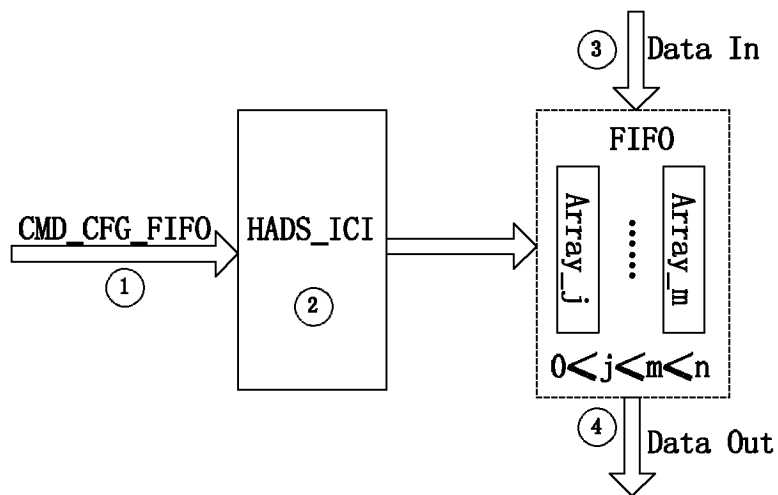 ③ Data In
FIFO
CMD_CFG_FIFO
HADS_ICI
Array_j
......
Array_m
①
②
0<j<m<n
④ Data Out